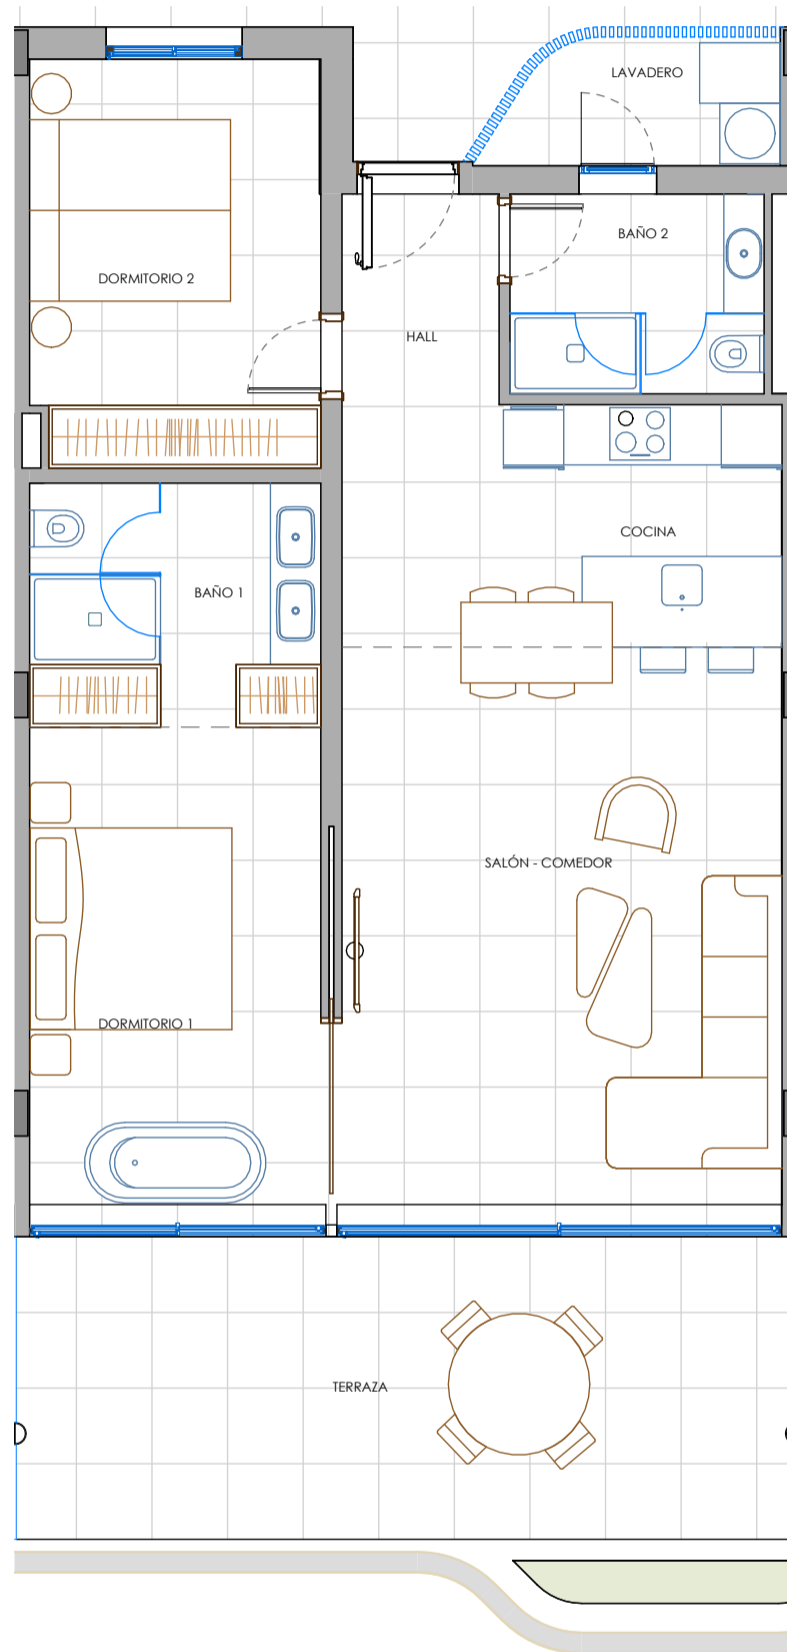 LAVADERO
BAÑO 2
DORMITORIO 2
HALL
COCINA
BAÑO 1
SALÓN - COMEDOR
DORMITORIO 1
TERRAZA